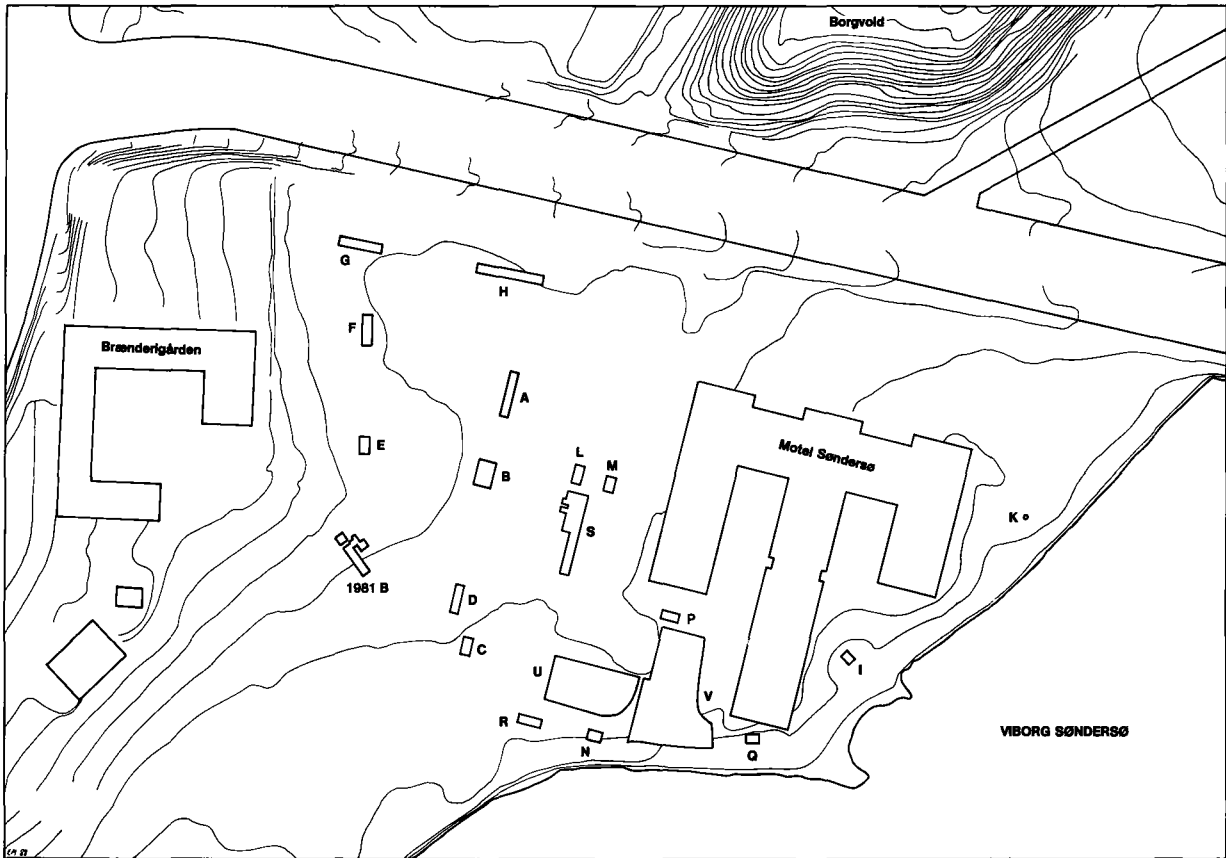 Borgvold
G
H
F
Brænderigården
A
E
L
M
B
Motel Søndersø
S
K
1981 B
D
P
C
I
U
V
R
N
Q
VIBORG SØNDERSØ